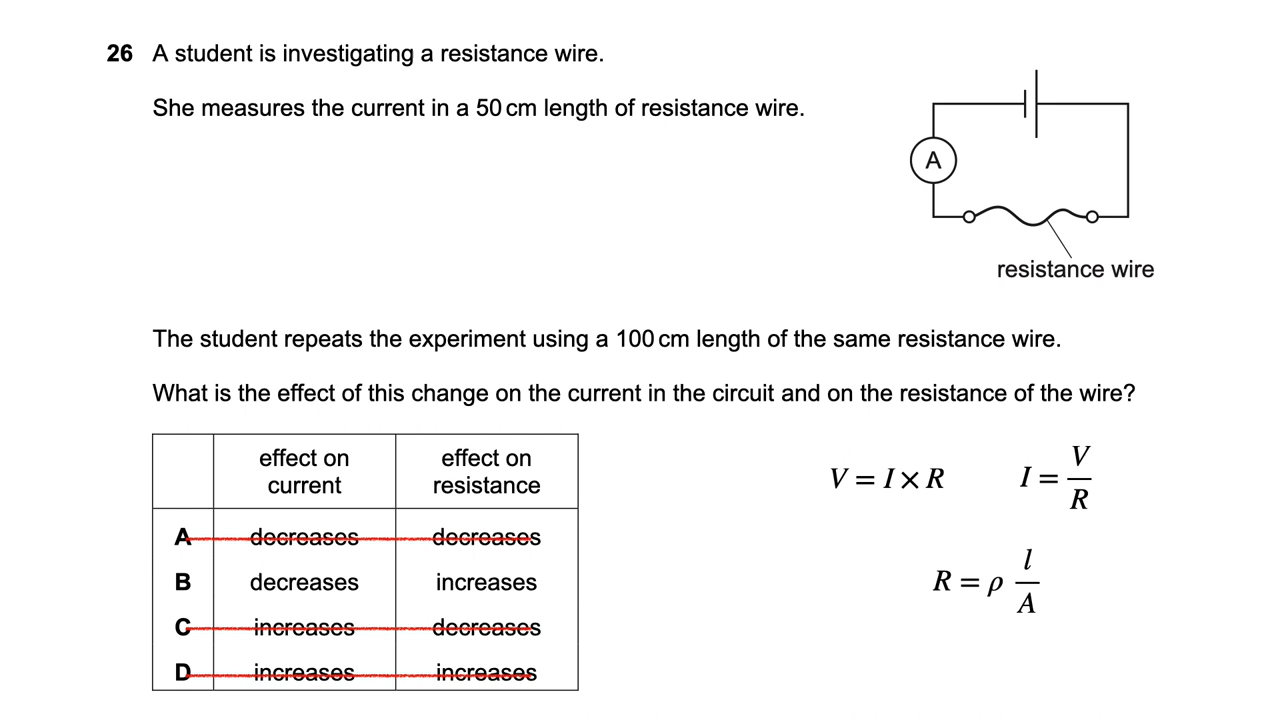 26 A student is investigating a resistance wire.
She measures the current in a 50 cm length of resistance wire.
A
resistance wire
The student repeats the experiment using a 100 cm length of the same resistance wire.
What is the effect of this change on the current in the circuit and on the resistance of the wire?
effect on current effect on resistance
A decreases decreases
B decreases increases
C increases decreases
D increases increases
V = I × R I = V/R
R = ρ l/A